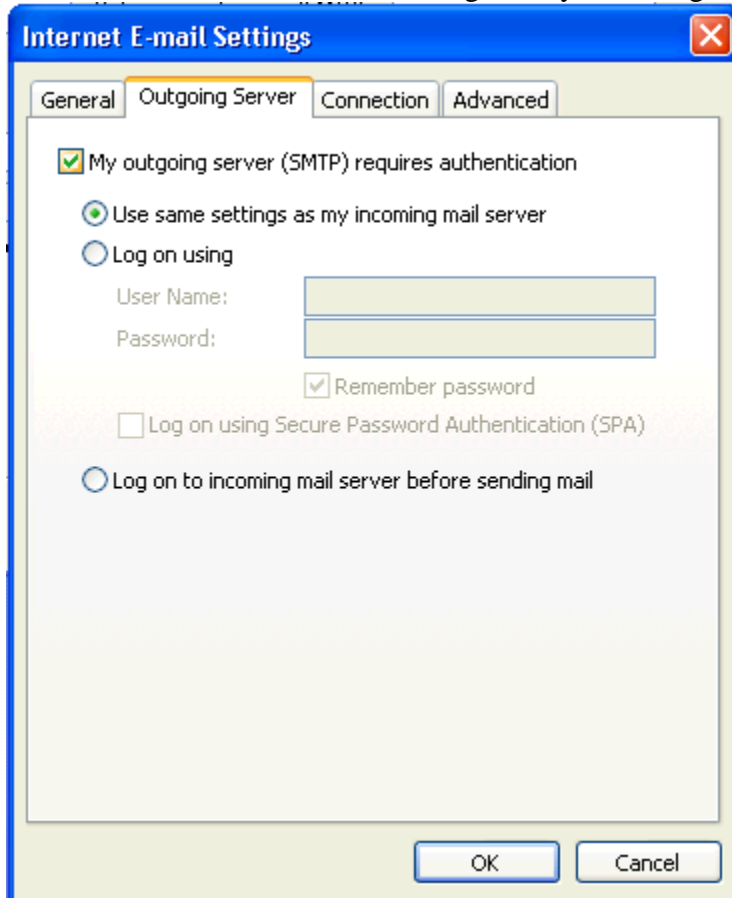 Internet E-mail Settings
General Outgoing Server Connection Advanced
My outgoing server (SMTP) requires authentication
Use same settings as my incoming mail server
Log on using
User Name:
Password:
Remember password
Log on using Secure Password Authentication (SPA)
Log on to incoming mail server before sending mail
OK Cancel